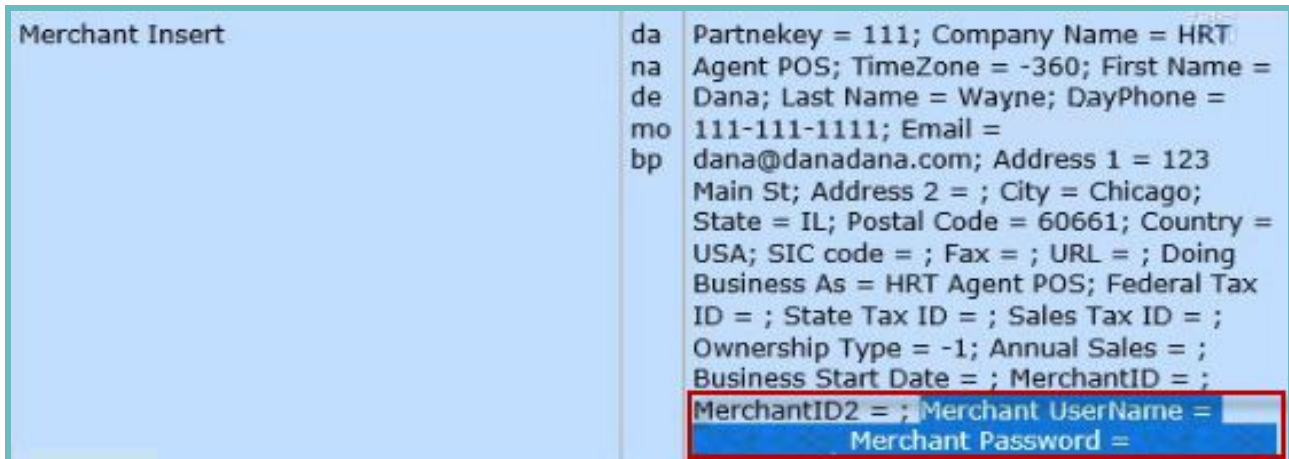 Merchant Insert
da
na
de
mo
bp
Partnekey = 111; Company Name = HRT
Agent POS; TimeZone = -360; First Name =
Dana; Last Name = Wayne; DayPhone =
111-111-1111; Email =
dana@danadana.com; Address 1 = 123
Main St; Address 2 = ; City = Chicago;
State = IL; Postal Code = 60661; Country =
USA; SIC code = ; Fax = ; URL = ; Doing
Business As = HRT Agent POS; Federal Tax
ID = ; State Tax ID = ; Sales Tax ID = ;
Ownership Type = -1; Annual Sales = ;
Business Start Date = ; MerchantID = ;
MerchantID2 = ; Merchant UserName =
Merchant Password =